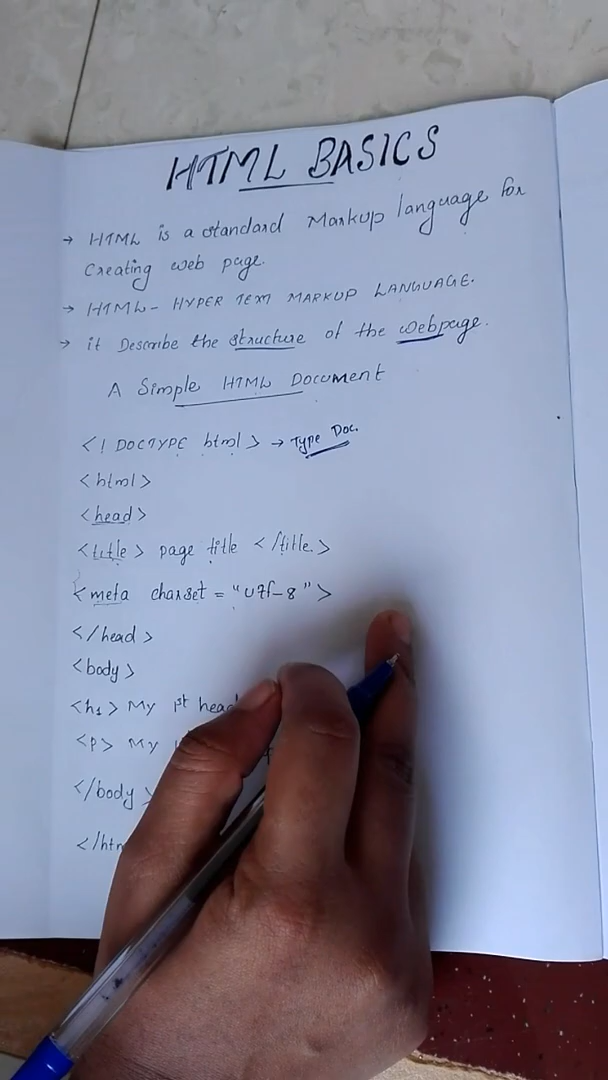 HTML BASICS
→ HTML is a standard Markup language for
Creating web page.
→ HTML - HYPER TEXT MARKUP LANGUAGE.
→ it Describe the structure of the webpage.
A Simple HTML Document
<! DOCTYPE html> → Type Doc.
<html>
<head>
<title> page title </title.>
<meta charset = "utf-8">
</head>
<body>
<h1> My 1st head
<p> My
</body>
</htm